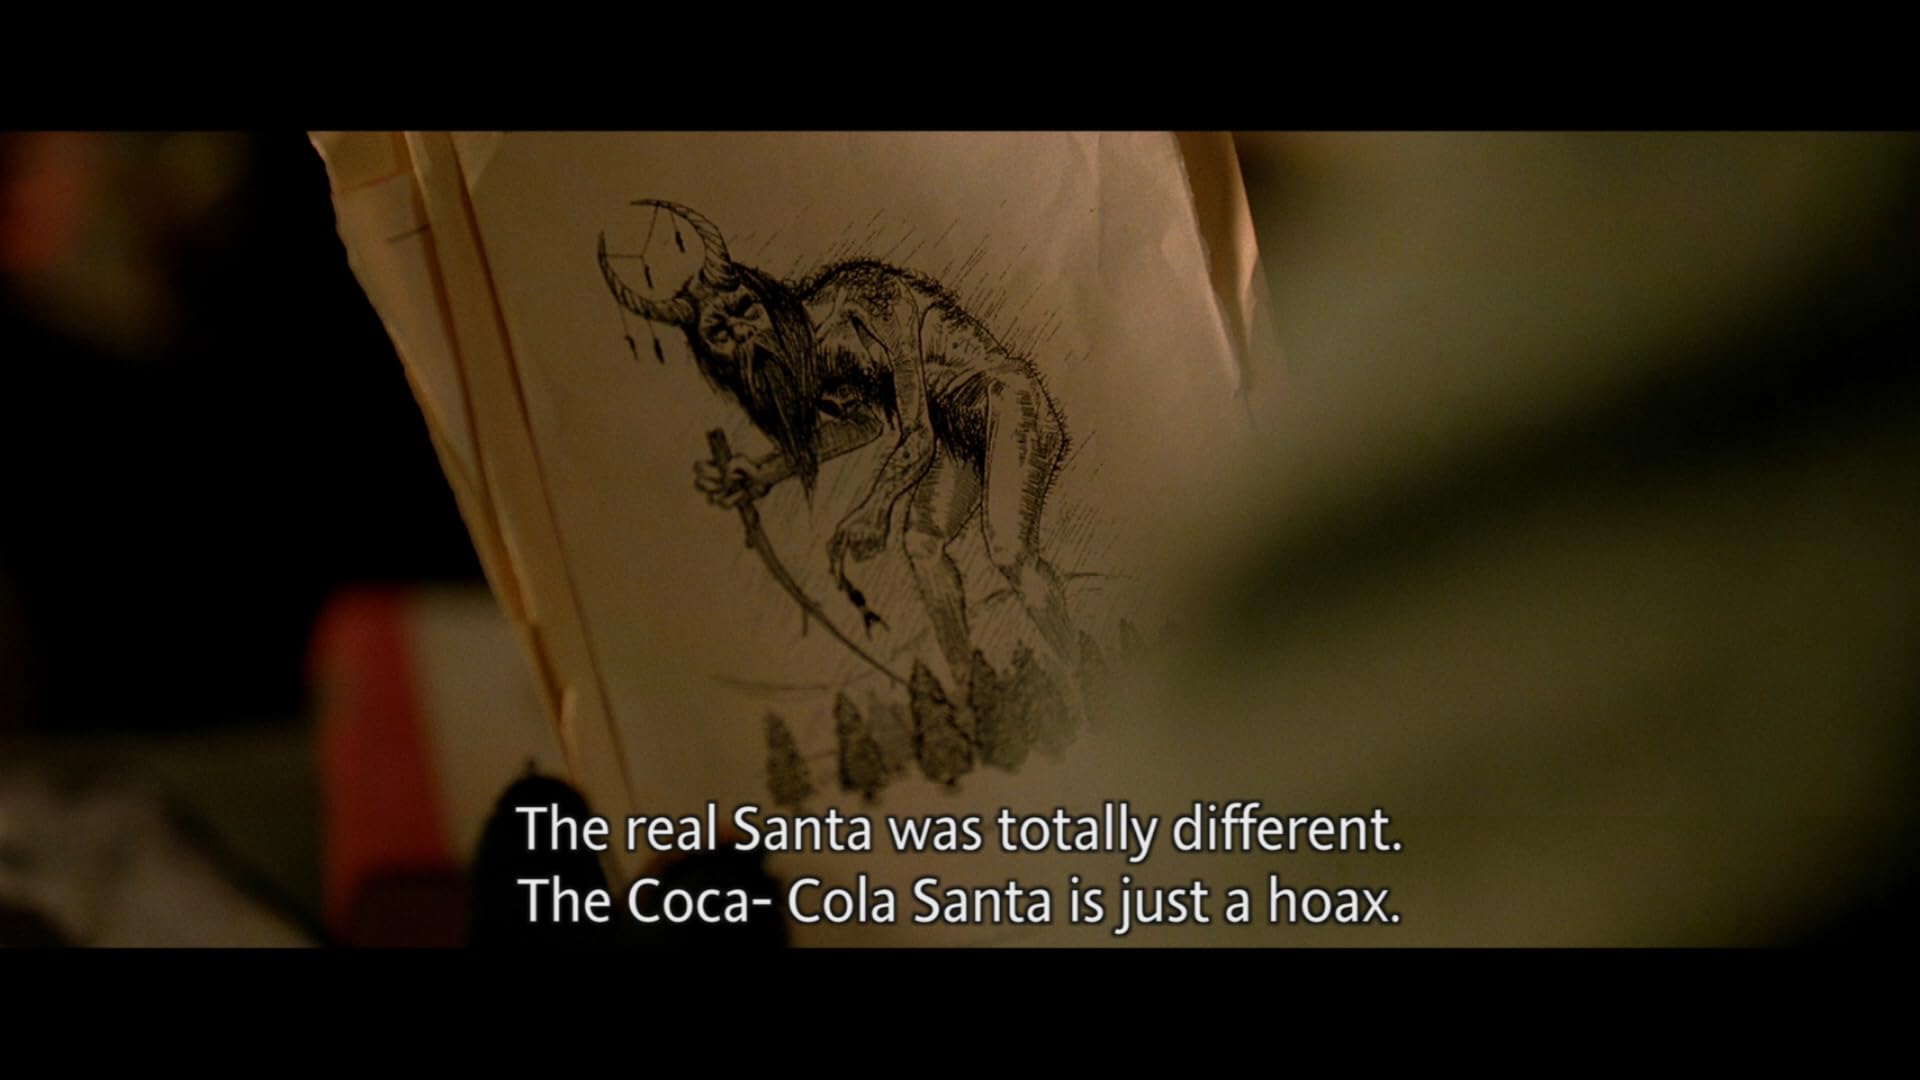 The real Santa was totally different.
The Coca- Cola Santa is just a hoax.